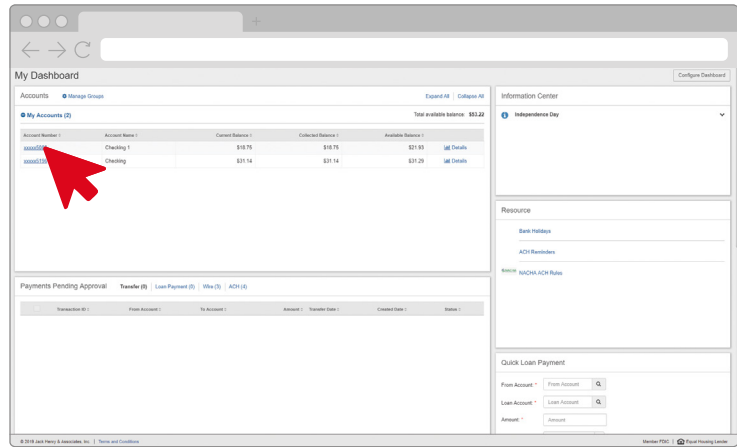 My Dashboard
Configure Dashboard
Accounts Manage Groups Expand All Collapse All
My Accounts (2) Total available balance: $53.22
Account Number Account Name Current Balance Collected Balance Available Balance
Checking 1 $18.75 $18.75 $21.93 Details
Checking $31.14 $31.14 $31.29 Details
Payments Pending Approval Transfer (0) Loan Payment (0) Wire (3) ACH (4)
Transaction ID From Account To Account Amount Transfer Date Created Date Status
Information Center
Independence Day
Resource
Bank Holidays
ACH Reminders
NACHA ACH Rules
Quick Loan Payment
From Account: * From Account
Loan Account: * Loan Account
Amount: * Amount
© 2018 Jack Henry & Associates, Inc. | Terms and Conditions Member FDIC | Equal Housing Lender